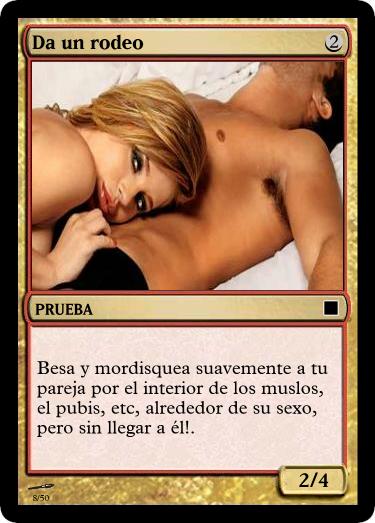 Da un rodeo 2
PRUEBA
Besa y mordisquea suavemente a tu
pareja por el interior de los muslos,
el pubis, etc, alrededor de su sexo,
pero sin llegar a él!.
2/4
8/50